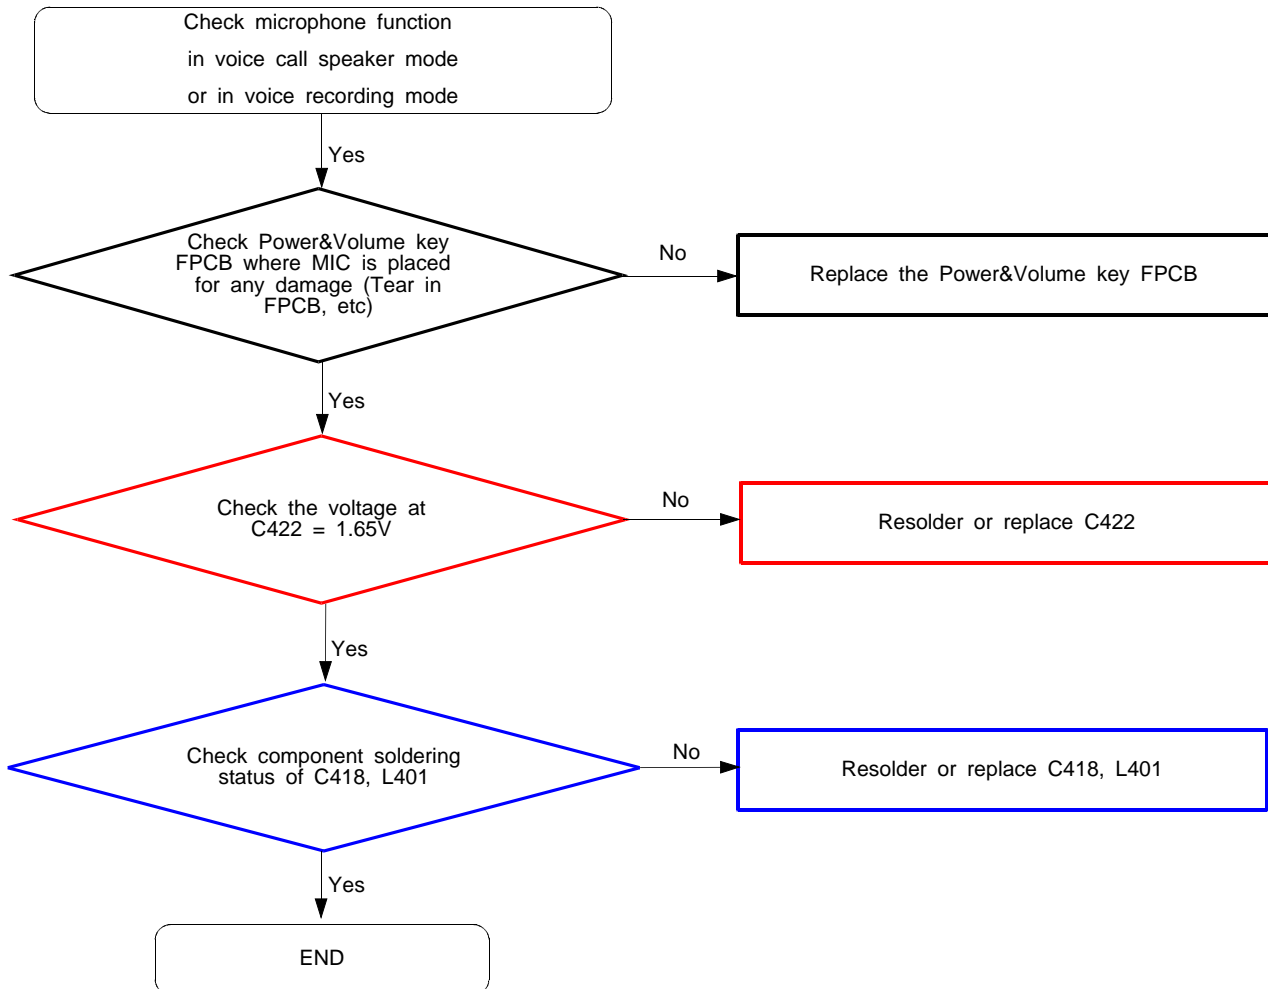 Check microphone function
in voice call speaker mode
or in voice recording mode
Yes
Check Power&Volume key
FPCB where MIC is placed
for any damage (Tear in
FPCB, etc)
No
Replace the Power&Volume key FPCB
Yes
Check the voltage at
C422 = 1.65V
No
Resolder or replace C422
Yes
Check component soldering
status of C418, L401
No
Resolder or replace C418, L401
Yes
END